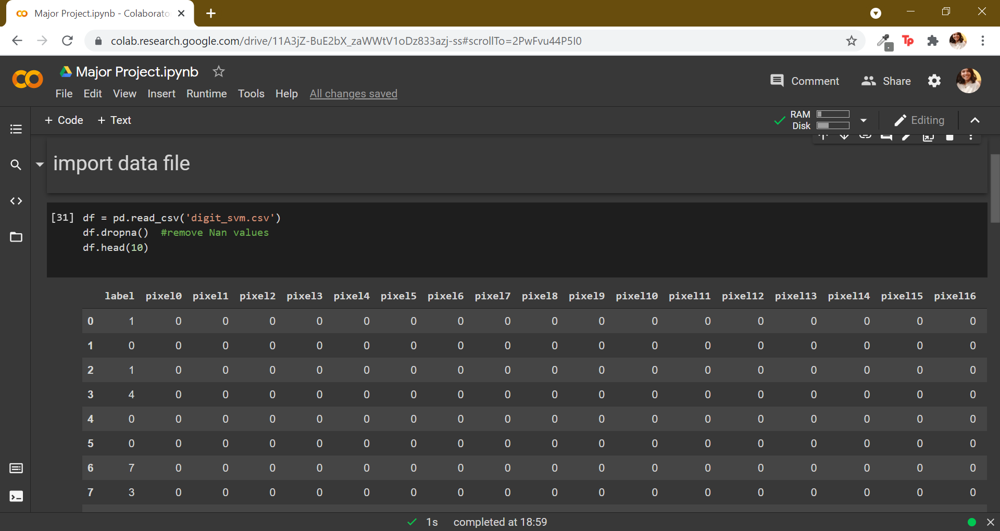 Major Project.ipynb - Colaborato
colab.research.google.com/drive/11A3jZ-BuE2bX_zaWWtV1oDz833azj-ss#scrollTo=2PwFvu44P5I0
Major Project.ipynb
Comment Share
File Edit View Insert Runtime Tools Help All changes saved
+ Code + Text
RAM
Disk
Editing
import data file
[31] df = pd.read_csv('digit_svm.csv')
df.dropna()  #remove Nan values
df.head(10)
label pixel0 pixel1 pixel2 pixel3 pixel4 pixel5 pixel6 pixel7 pixel8 pixel9 pixel10 pixel11 pixel12 pixel13 pixel14 pixel15 pixel16
0 1 0 0 0 0 0 0 0 0 0 0 0 0 0 0 0 0 0
1 0 0 0 0 0 0 0 0 0 0 0 0 0 0 0 0 0 0
2 1 0 0 0 0 0 0 0 0 0 0 0 0 0 0 0 0 0
3 4 0 0 0 0 0 0 0 0 0 0 0 0 0 0 0 0 0
4 0 0 0 0 0 0 0 0 0 0 0 0 0 0 0 0 0 0
5 0 0 0 0 0 0 0 0 0 0 0 0 0 0 0 0 0 0
6 7 0 0 0 0 0 0 0 0 0 0 0 0 0 0 0 0 0
7 3 0 0 0 0 0 0 0 0 0 0 0 0 0 0 0 0 0
1s completed at 18:59